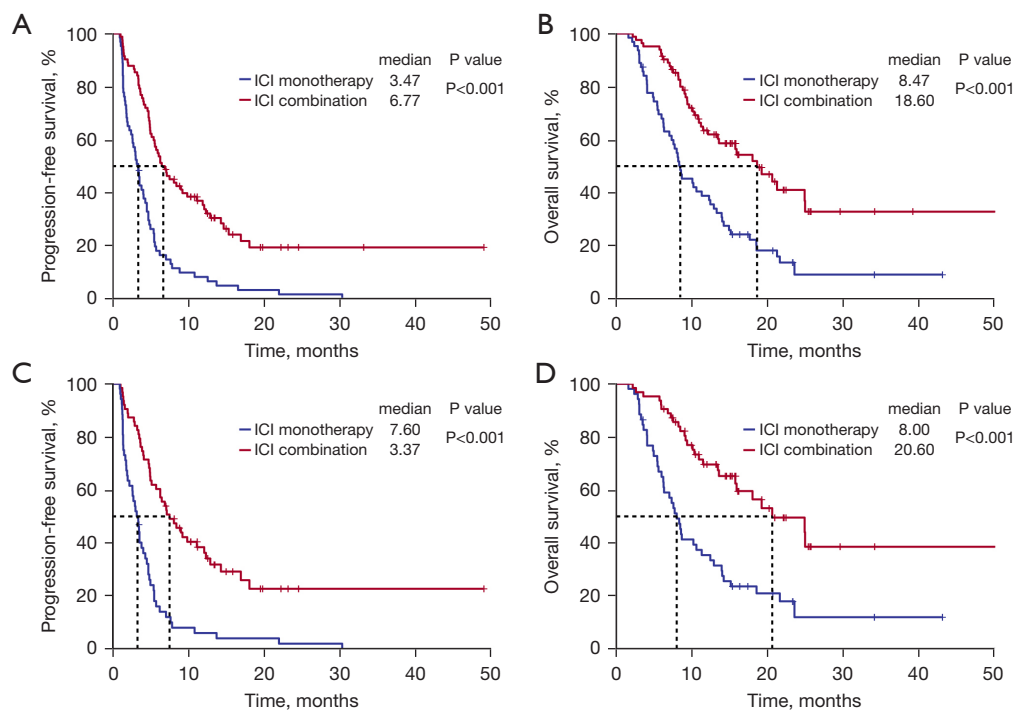 A
Progression-free survival, %
100
80
60
40
20
0
median P value
ICI monotherapy 3.47
P<0.001
ICI combination 6.77
0 10 20 30 40 50
Time, months
B
Overall survival, %
100
80
60
40
20
0
median P value
ICI monotherapy 8.47
P<0.001
ICI combination 18.60
0 10 20 30 40 50
Time, months
C
Progression-free survival, %
100
80
60
40
20
0
median P value
ICI monotherapy 7.60
P<0.001
ICI combination 3.37
0 10 20 30 40 50
Time, months
D
Overall survival, %
100
80
60
40
20
0
median P value
ICI monotherapy 8.00
P<0.001
ICI combination 20.60
0 10 20 30 40 50
Time, months